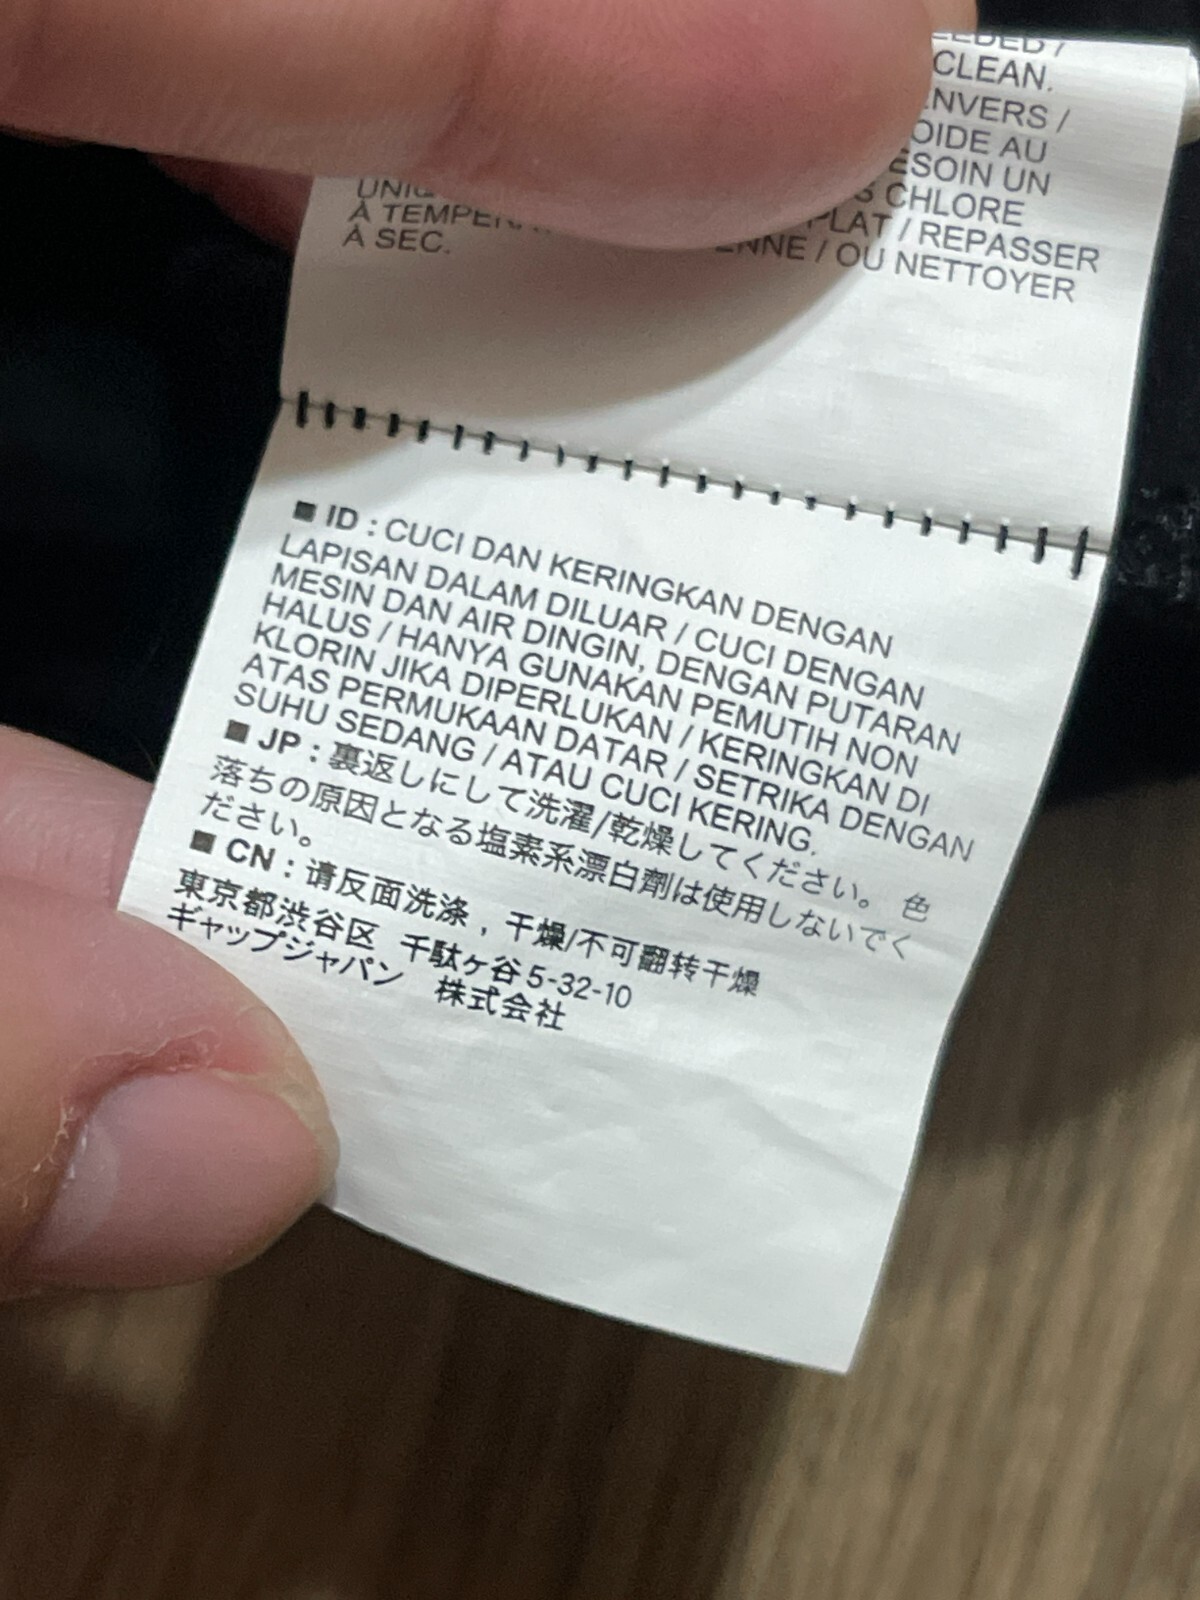 CLEAN.
ENVERS /
OIDE AU
ESOIN UN
CHLORE
PLAT / REPASSER
À
ENNE / OU NETTOYER
À SEC.
■ ID : CUCI DAN KERINGKAN DENGAN
LAPISAN DALAM DILUAR / CUCI DENGAN
MESIN DAN AIR DINGIN, DENGAN PUTARAN
HALUS / HANYA GUNAKAN PEMUTIH NON
KLORIN JIKA DIPERLUKAN / KERINGKAN DI
ATAS PERMUKAAN DATAR / SETRIKA DENGAN
SUHU SEDANG / ATAU CUCI KERING.
■ JP : 裏返しにして洗濯/乾燥してください。 色
落ちの原因となる塩素系漂白剤は使用しないでく
ださい。
■ CN : 请反面洗涤 , 干燥/不可翻转干燥
東京都渋谷区 千駄ヶ谷5-32-10
ギャップジャパン 株式会社